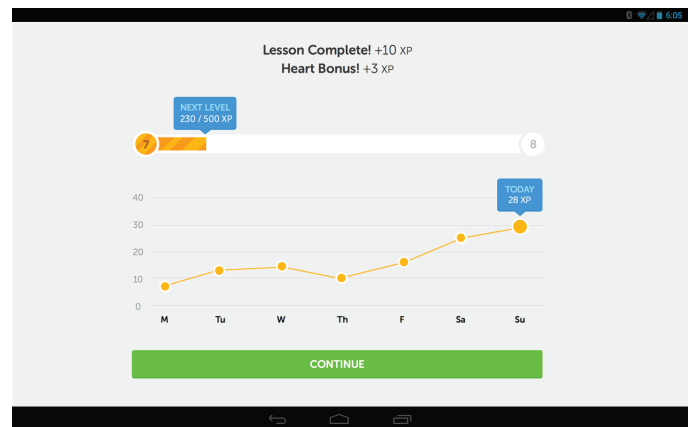 6:05
Lesson Complete! +10 XP
Heart Bonus! +3 XP
NEXT LEVEL
230 / 500 XP
7
8
TODAY
28 XP
40
30
20
10
0
M Tu W Th F Sa Su
CONTINUE